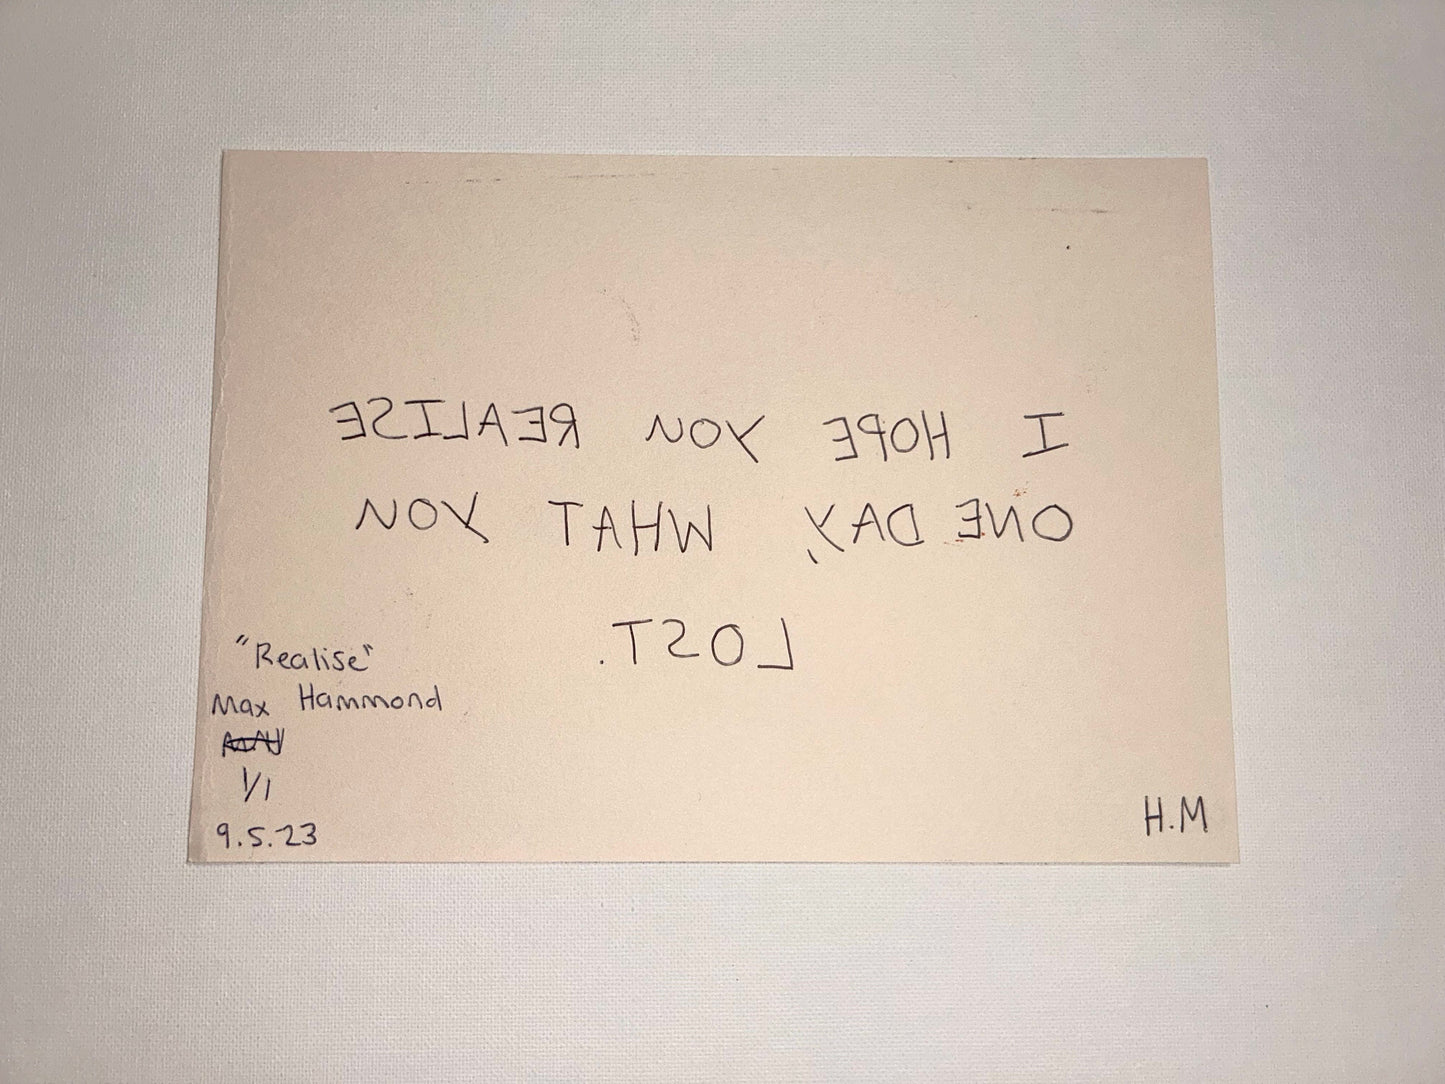 I HOPE YOU REALISE
ONE DAY, WHAT YOU
LOST.
"Realise"
Max Hammond
1/1
9.5.23
H.M